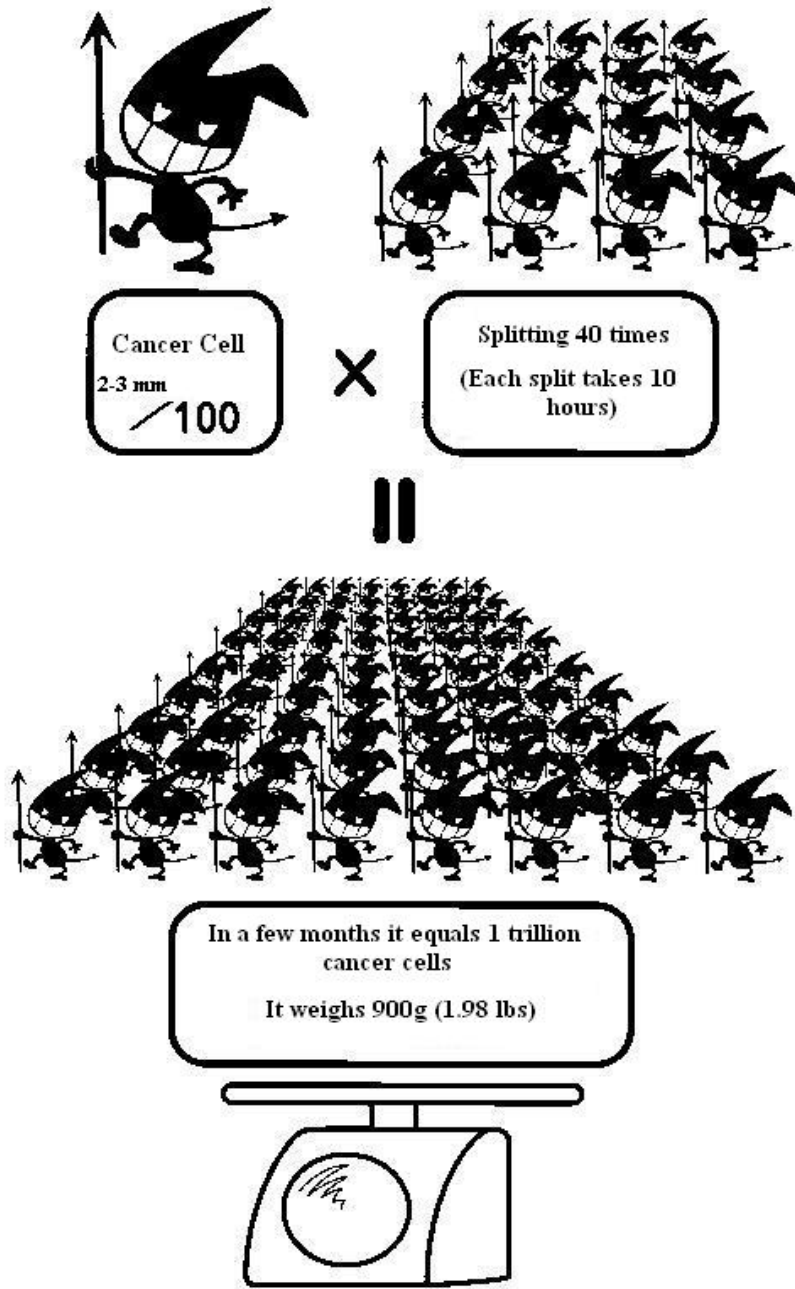 Cancer Cell
2-3 mm
/100
×
Splitting 40 times
(Each split takes 10
hours)
=
In a few months it equals 1 trillion
cancer cells
It weighs 900g (1.98 lbs)